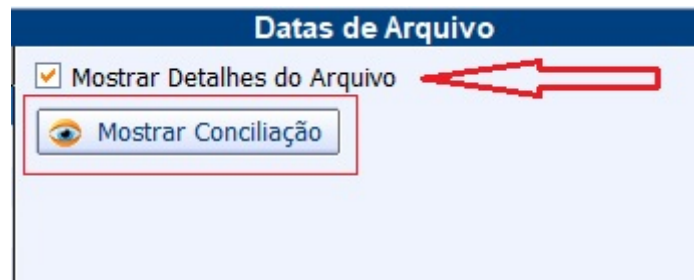 Datas de Arquivo
Mostrar Detalhes do Arquivo
Mostrar Conciliação